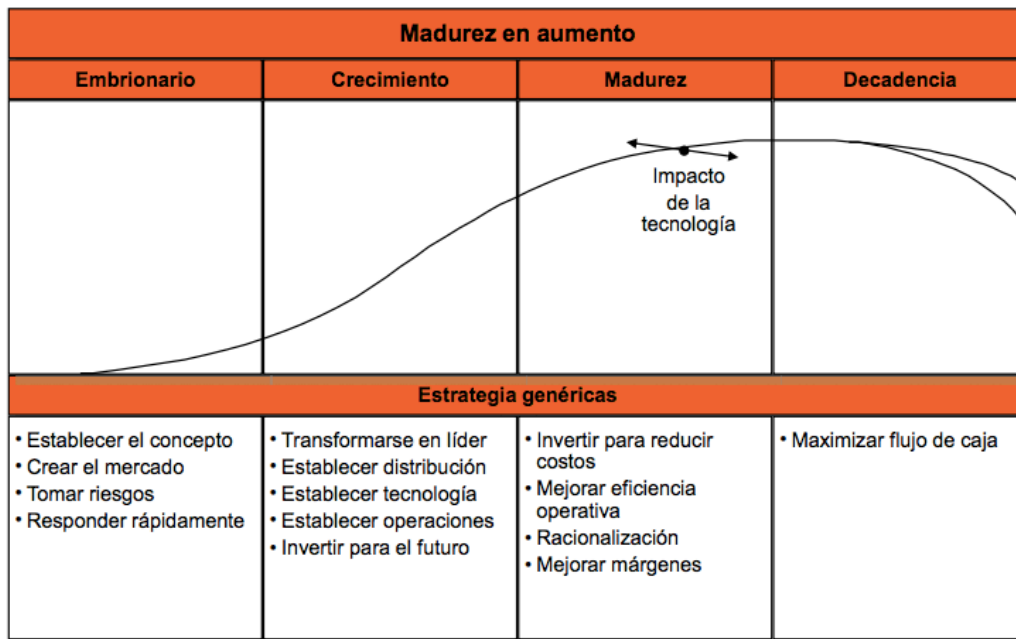 Madurez en aumento
Embrionario
Crecimiento
Madurez
Decadencia
Impacto
de la
tecnología
Estrategia genéricas
• Establecer el concepto
• Crear el mercado
• Tomar riesgos
• Responder rápidamente
• Transformarse en líder
• Establecer distribución
• Establecer tecnología
• Establecer operaciones
• Invertir para el futuro
• Invertir para reducir
costos
• Mejorar eficiencia
operativa
• Racionalización
• Mejorar márgenes
• Maximizar flujo de caja